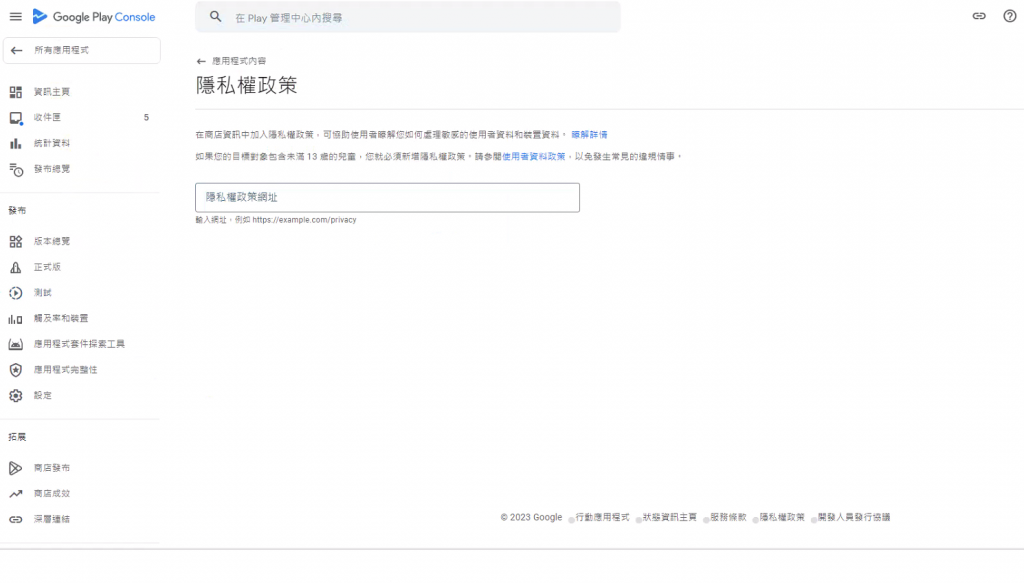 Google Play Console
在 Play 管理中心內搜尋
所有應用程式
資訊主頁
收件匣 5
統計資料
發布總覽
發布
版本總覽
正式版
測試
觸及率和裝置
應用程式套件探索工具
應用程式完整性
設定
拓展
商店發布
商店成效
深層連結
應用程式內容
隱私權政策
在商店資訊中加入隱私權政策，可協助使用者瞭解您如何處理敏感的使用者資料和裝置資料。 瞭解詳情
如果您的目標對象包含未滿 13 歲的兒童，您就必須新增隱私權政策。請參閱使用者資料政策，以免發生常見的違規情事。
隱私權政策網址
輸入網址，例如 https://example.com/privacy
© 2023 Google 行動應用程式 狀態資訊主頁 服務條款 隱私權政策 開發人員發行協議